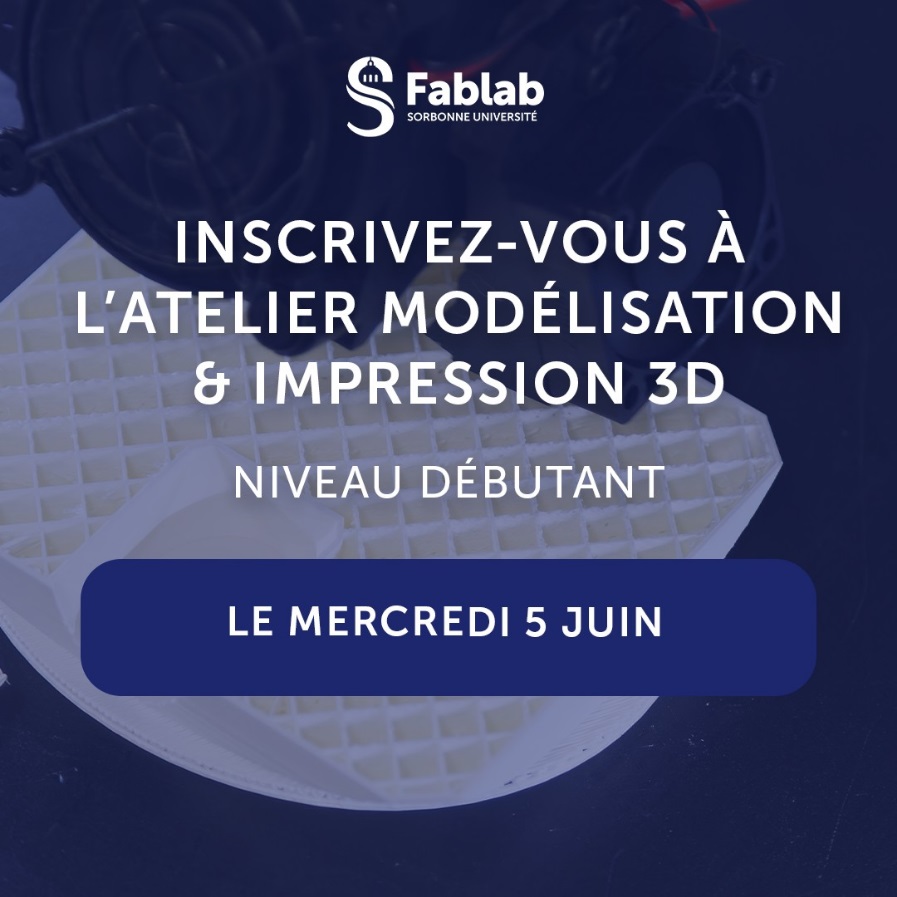 Fablab
SORBONNE UNIVERSITÉ
INSCRIVEZ-VOUS À
L'ATELIER MODÉLISATION
& IMPRESSION 3D
NIVEAU DÉBUTANT
LE MERCREDI 5 JUIN